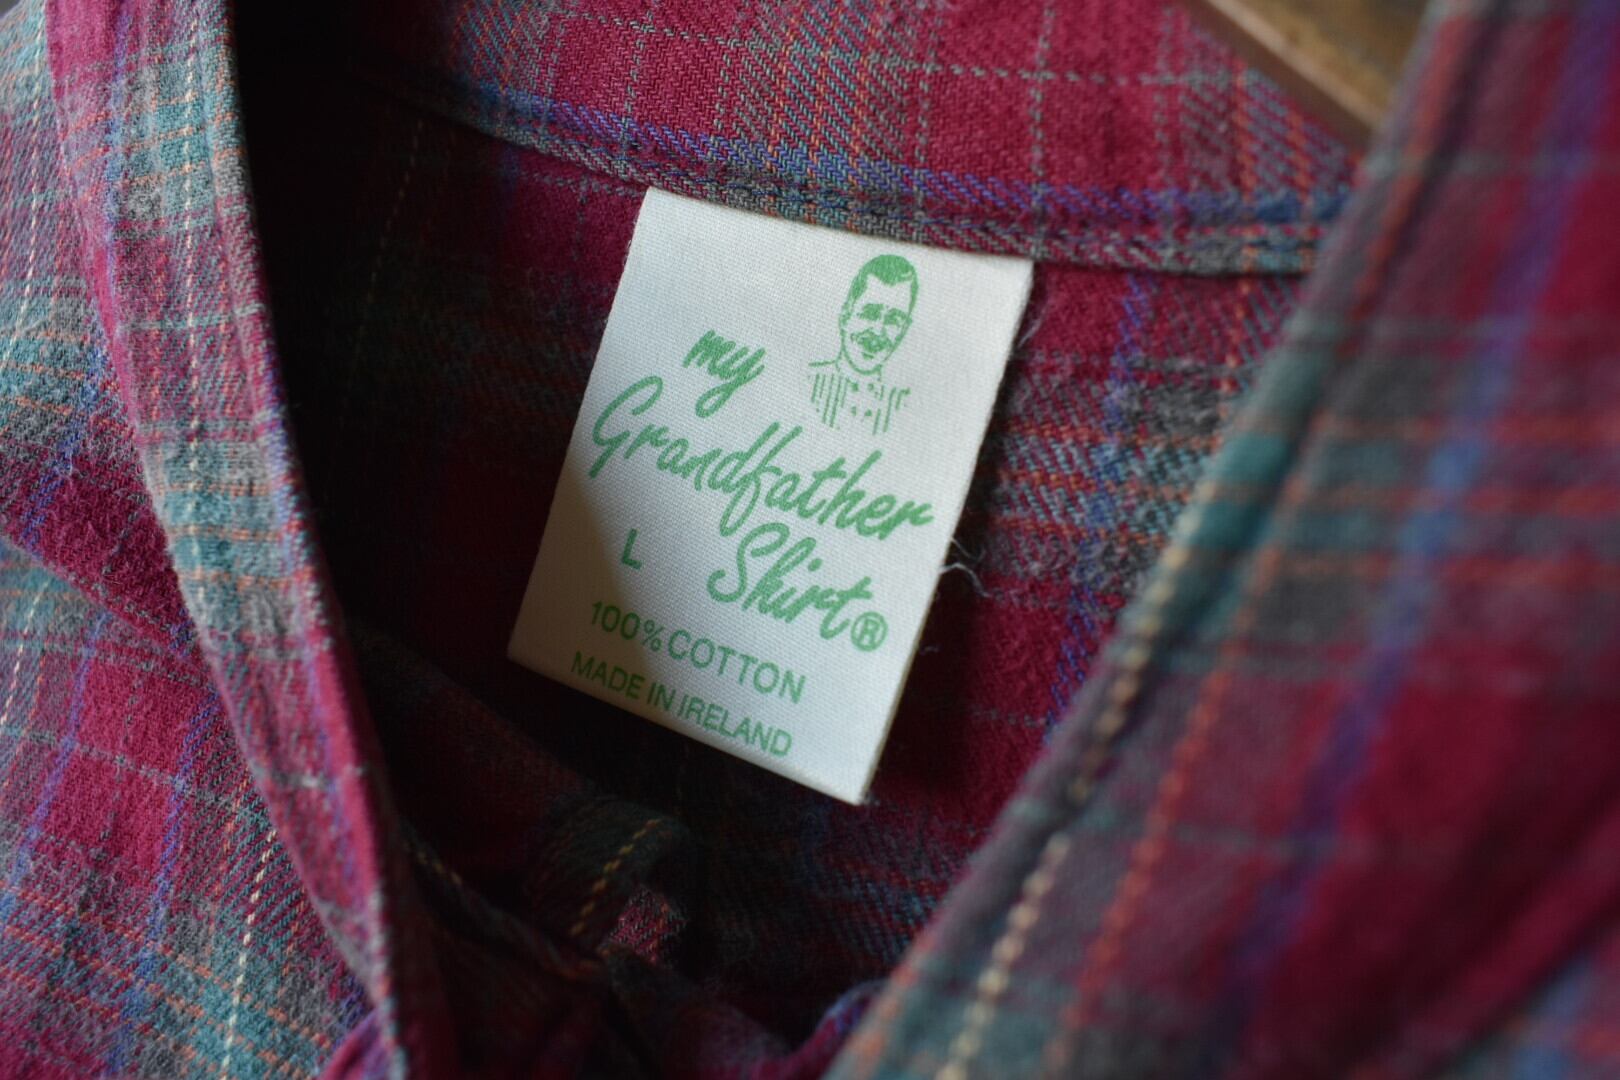 my
Grandfather
L Shirt®
100% COTTON
MADE IN IRELAND